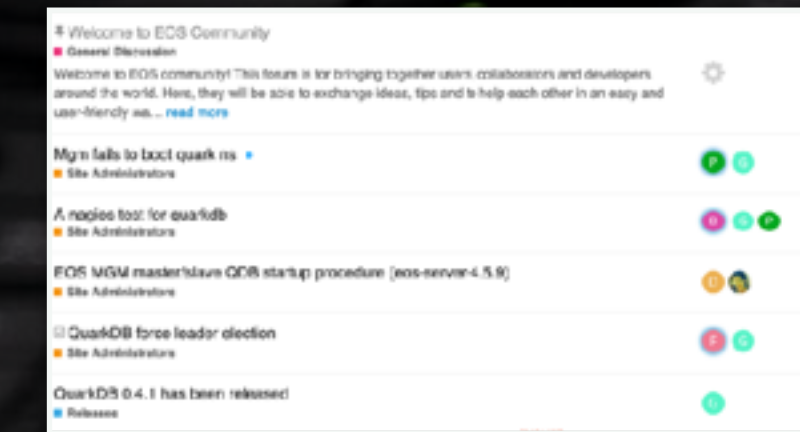 Welcome to EOS Community
General Discussion
Welcome to EOS community! This forum is for bringing together users, collaborators and developers
around the world. Here, they will be able to exchange ideas, tips and to help each other in an easy and
user-friendly wa... read more
Mgm fails to boot quark ns
Site Administrators
P G
A nagios test for quarkdb
Site Administrators
G P
EOS MGM master/slave QDB startup procedure (eos-server-4.5.9)
Site Administrators
QuarkDB force leader election
Site Administrators
F G
QuarkDB 0.4.1 has been released
Releases
G